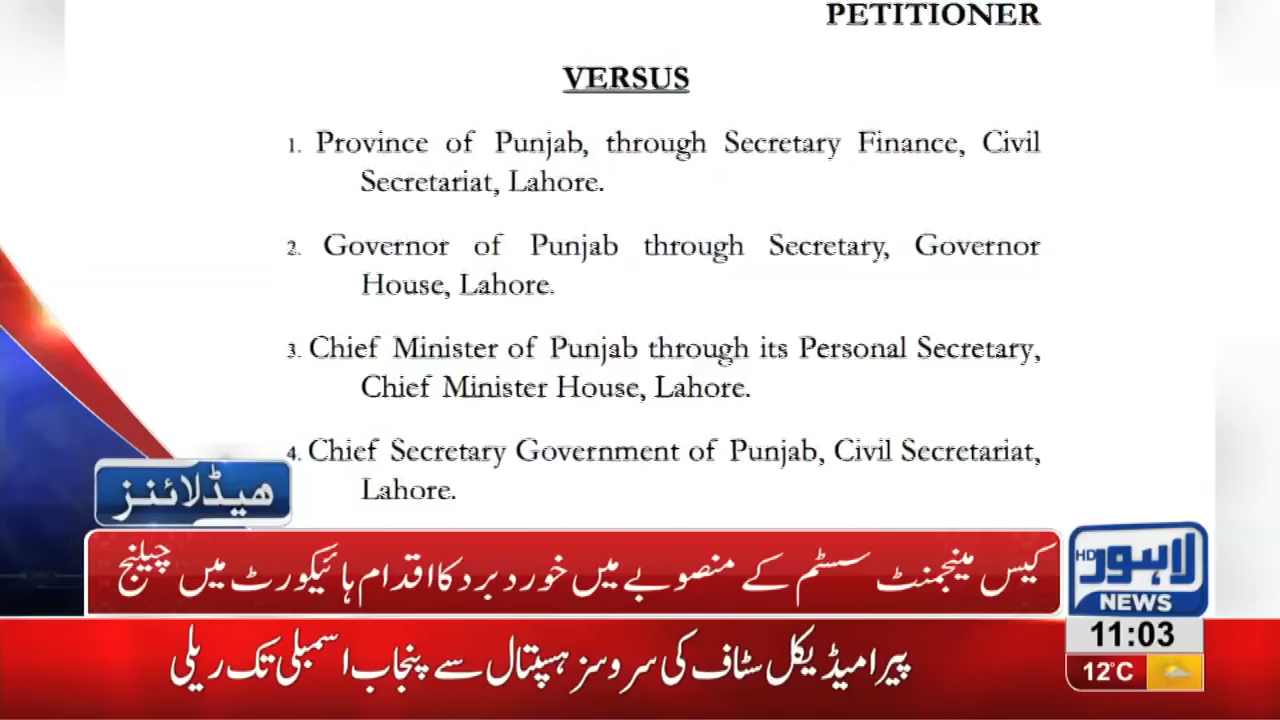 PETITIONER
VERSUS
1. Province of Punjab, through Secretary Finance, Civil
Secretariat, Lahore.
2. Governor of Punjab through Secretary, Governor
House, Lahore.
3. Chief Minister of Punjab through its Personal Secretary,
Chief Minister House, Lahore.
4. Chief Secretary Government of Punjab, Civil Secretariat,
Lahore.
ھیڈلائنز
کیس مینجمنٹ سسٹم کے منصوبے میں خورد برد کا اقدام ہائیکورٹ میں چیلنج
لاہور HD
NEWS
11:03
پیرامیڈیکل سٹاف کی سروسز ہسپتال سے پنجاب اسمبلی تک ریلی
12°C